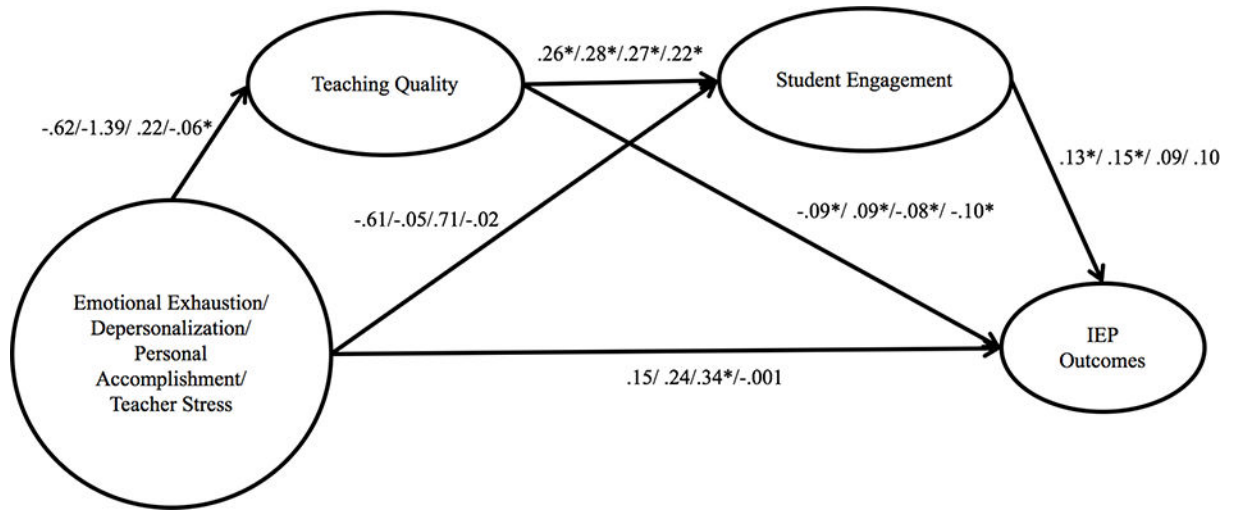 .26*/.28*/.27*/.22*
Teaching Quality
Student Engagement
-.62/-1.39/ .22/-.06*
.13*/ .15*/ .09/ .10
-.61/-.05/.71/-.02
-.09*/ .09*/-.08*/ -.10*
Emotional Exhaustion/
Depersonalization/
Personal
Accomplishment/
Teacher Stress
IEP
Outcomes
.15/ .24/.34*/-.001